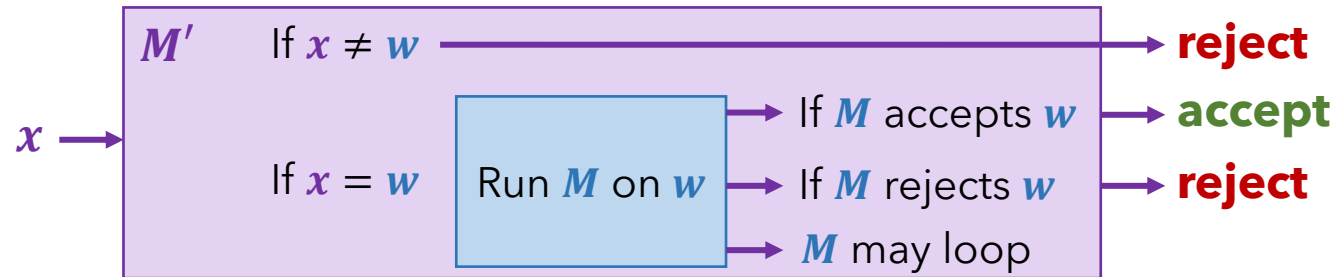 M′ If x ≠ w reject
If M accepts w accept
x If x = w Run M on w If M rejects w reject
M may loop